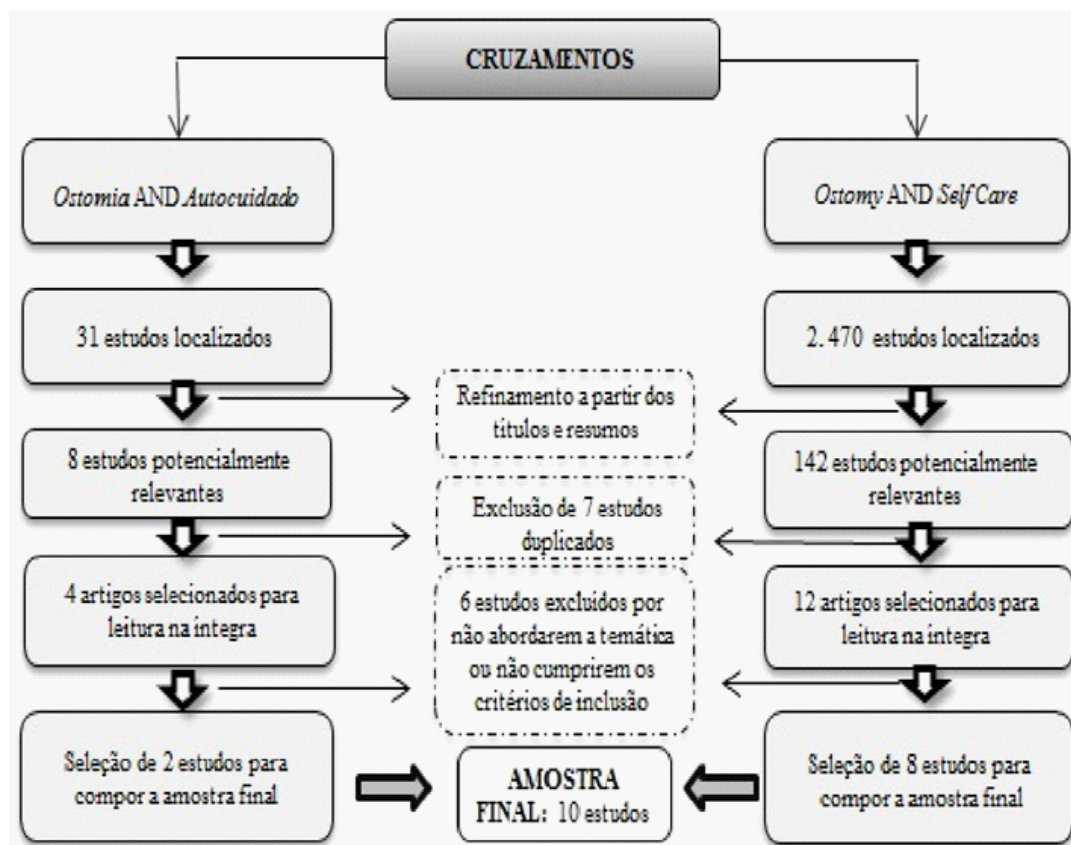 CRUZAMENTOS
Ostomia AND Autocuidado
Ostomy AND Self Care
31 estudos localizados
2. 470 estudos localizados
Refinamento a partir dos
títulos e resumos
8 estudos potencialmente
relevantes
142 estudos potencialmente
relevantes
Exclusão de 7 estudos
duplicados
4 artigos selecionados para
leitura na íntegra
12 artigos selecionados para
leitura na íntegra
6 estudos excluídos por
não abordarem a temática
ou não cumprirem os
critérios de inclusão
Seleção de 2 estudos para
compor a amostra final
AMOSTRA
FINAL: 10 estudos
Seleção de 8 estudos para
compor a amostra final